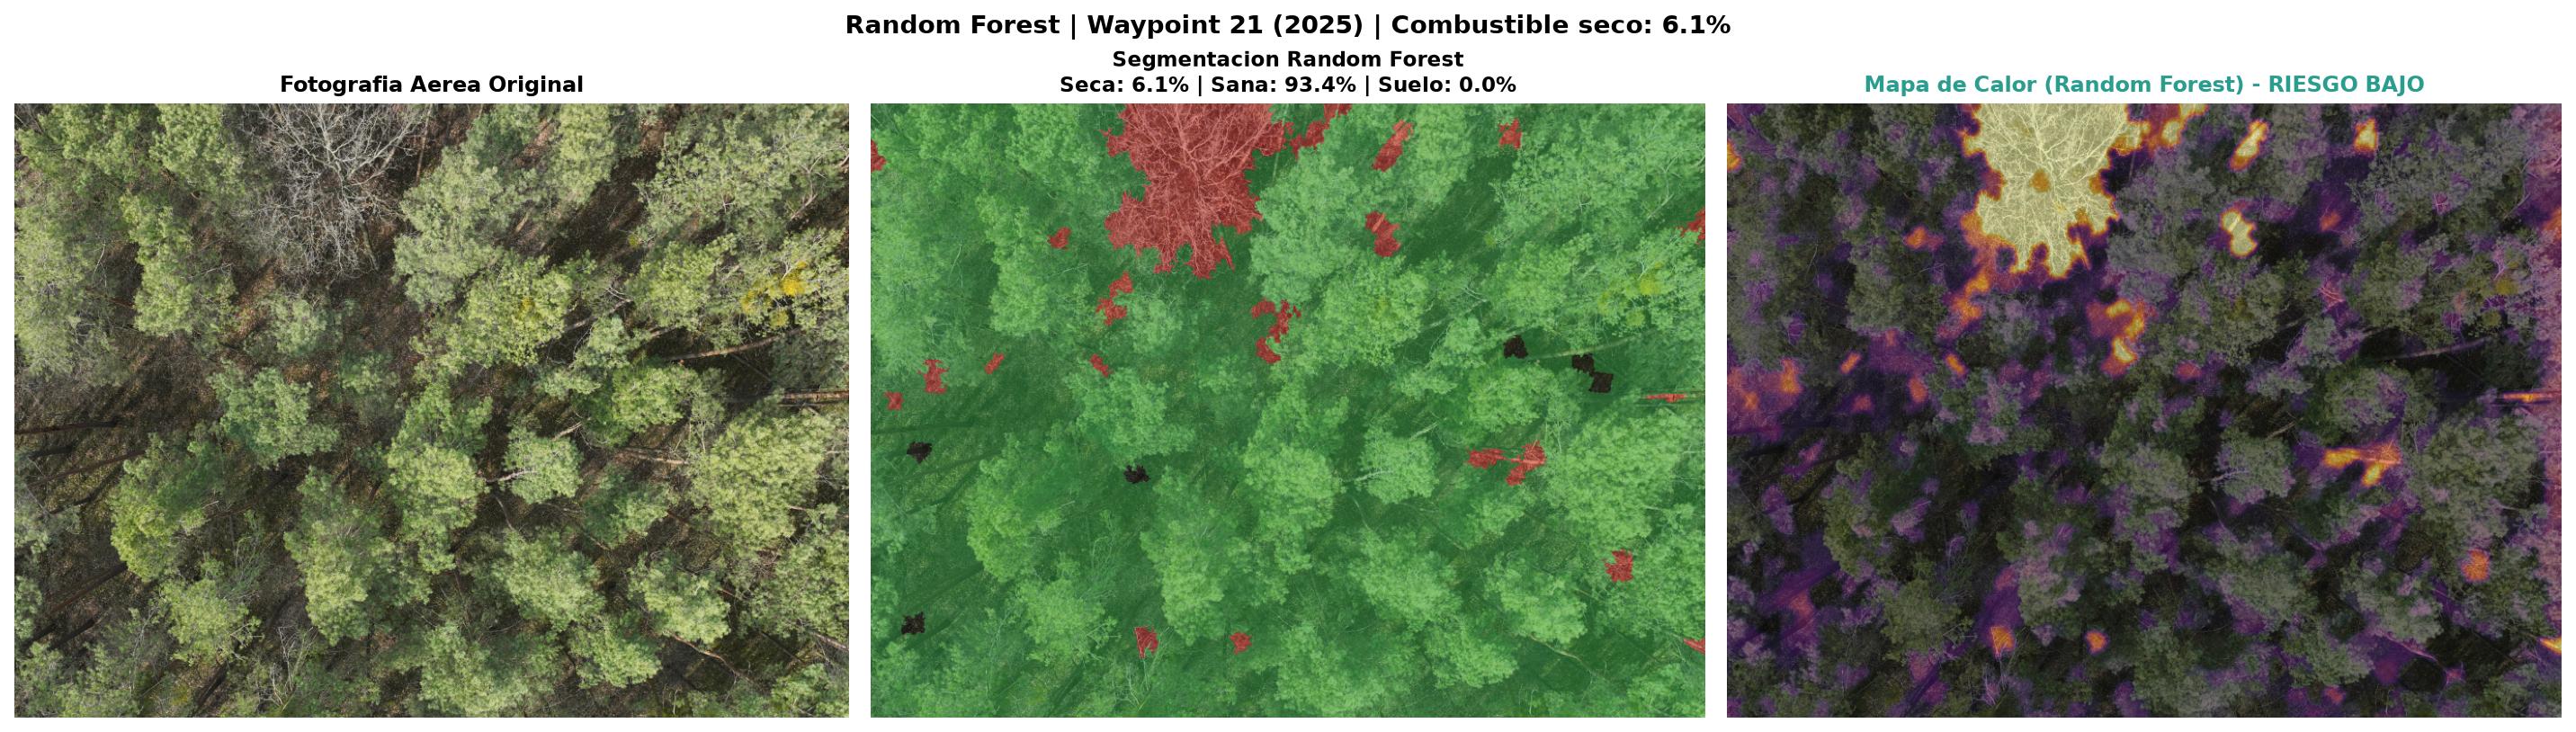 Random Forest | Waypoint 21 (2025) | Combustible seco: 6.1%
Fotografia Aerea Original
Segmentacion Random Forest
Seca: 6.1% | Sana: 93.4% | Suelo: 0.0%
Mapa de Calor (Random Forest) - RIESGO BAJO